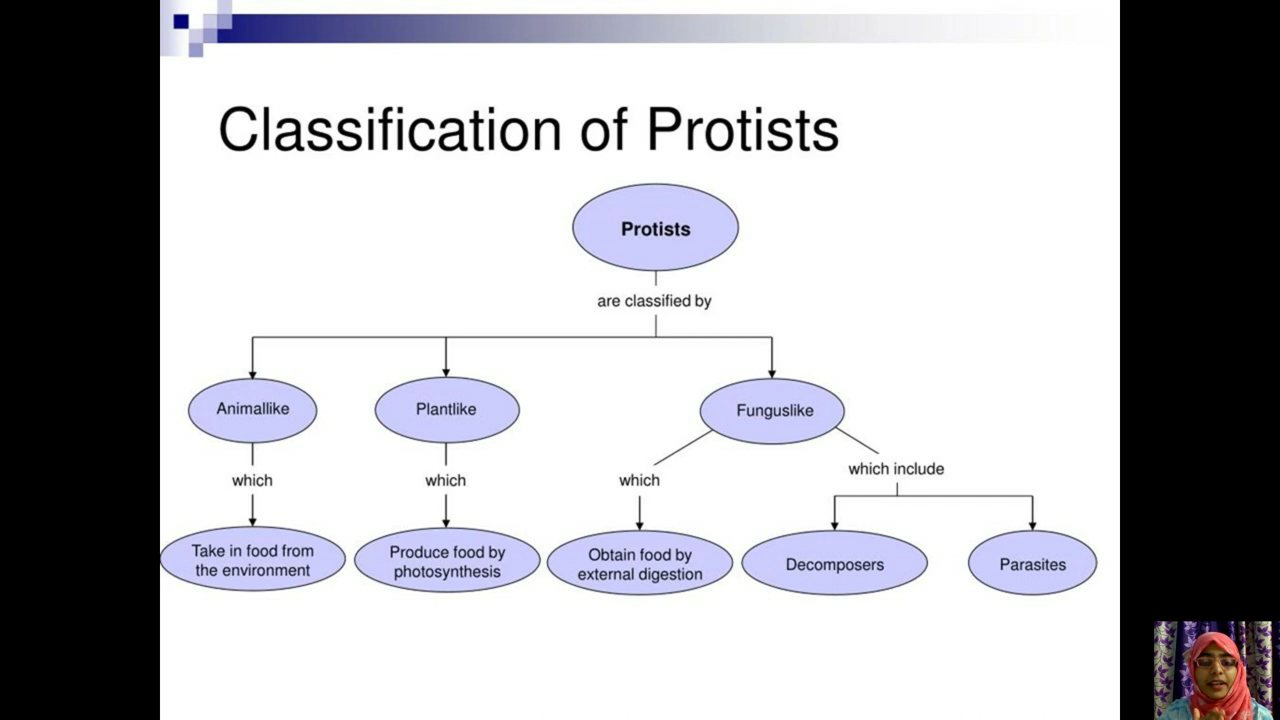 Classification of Protists
Protists
are classified by
Animallike
Plantlike
Funguslike
which
which
which
which include
Take in food from
the environment
Produce food by
photosynthesis
Obtain food by
external digestion
Decomposers
Parasites